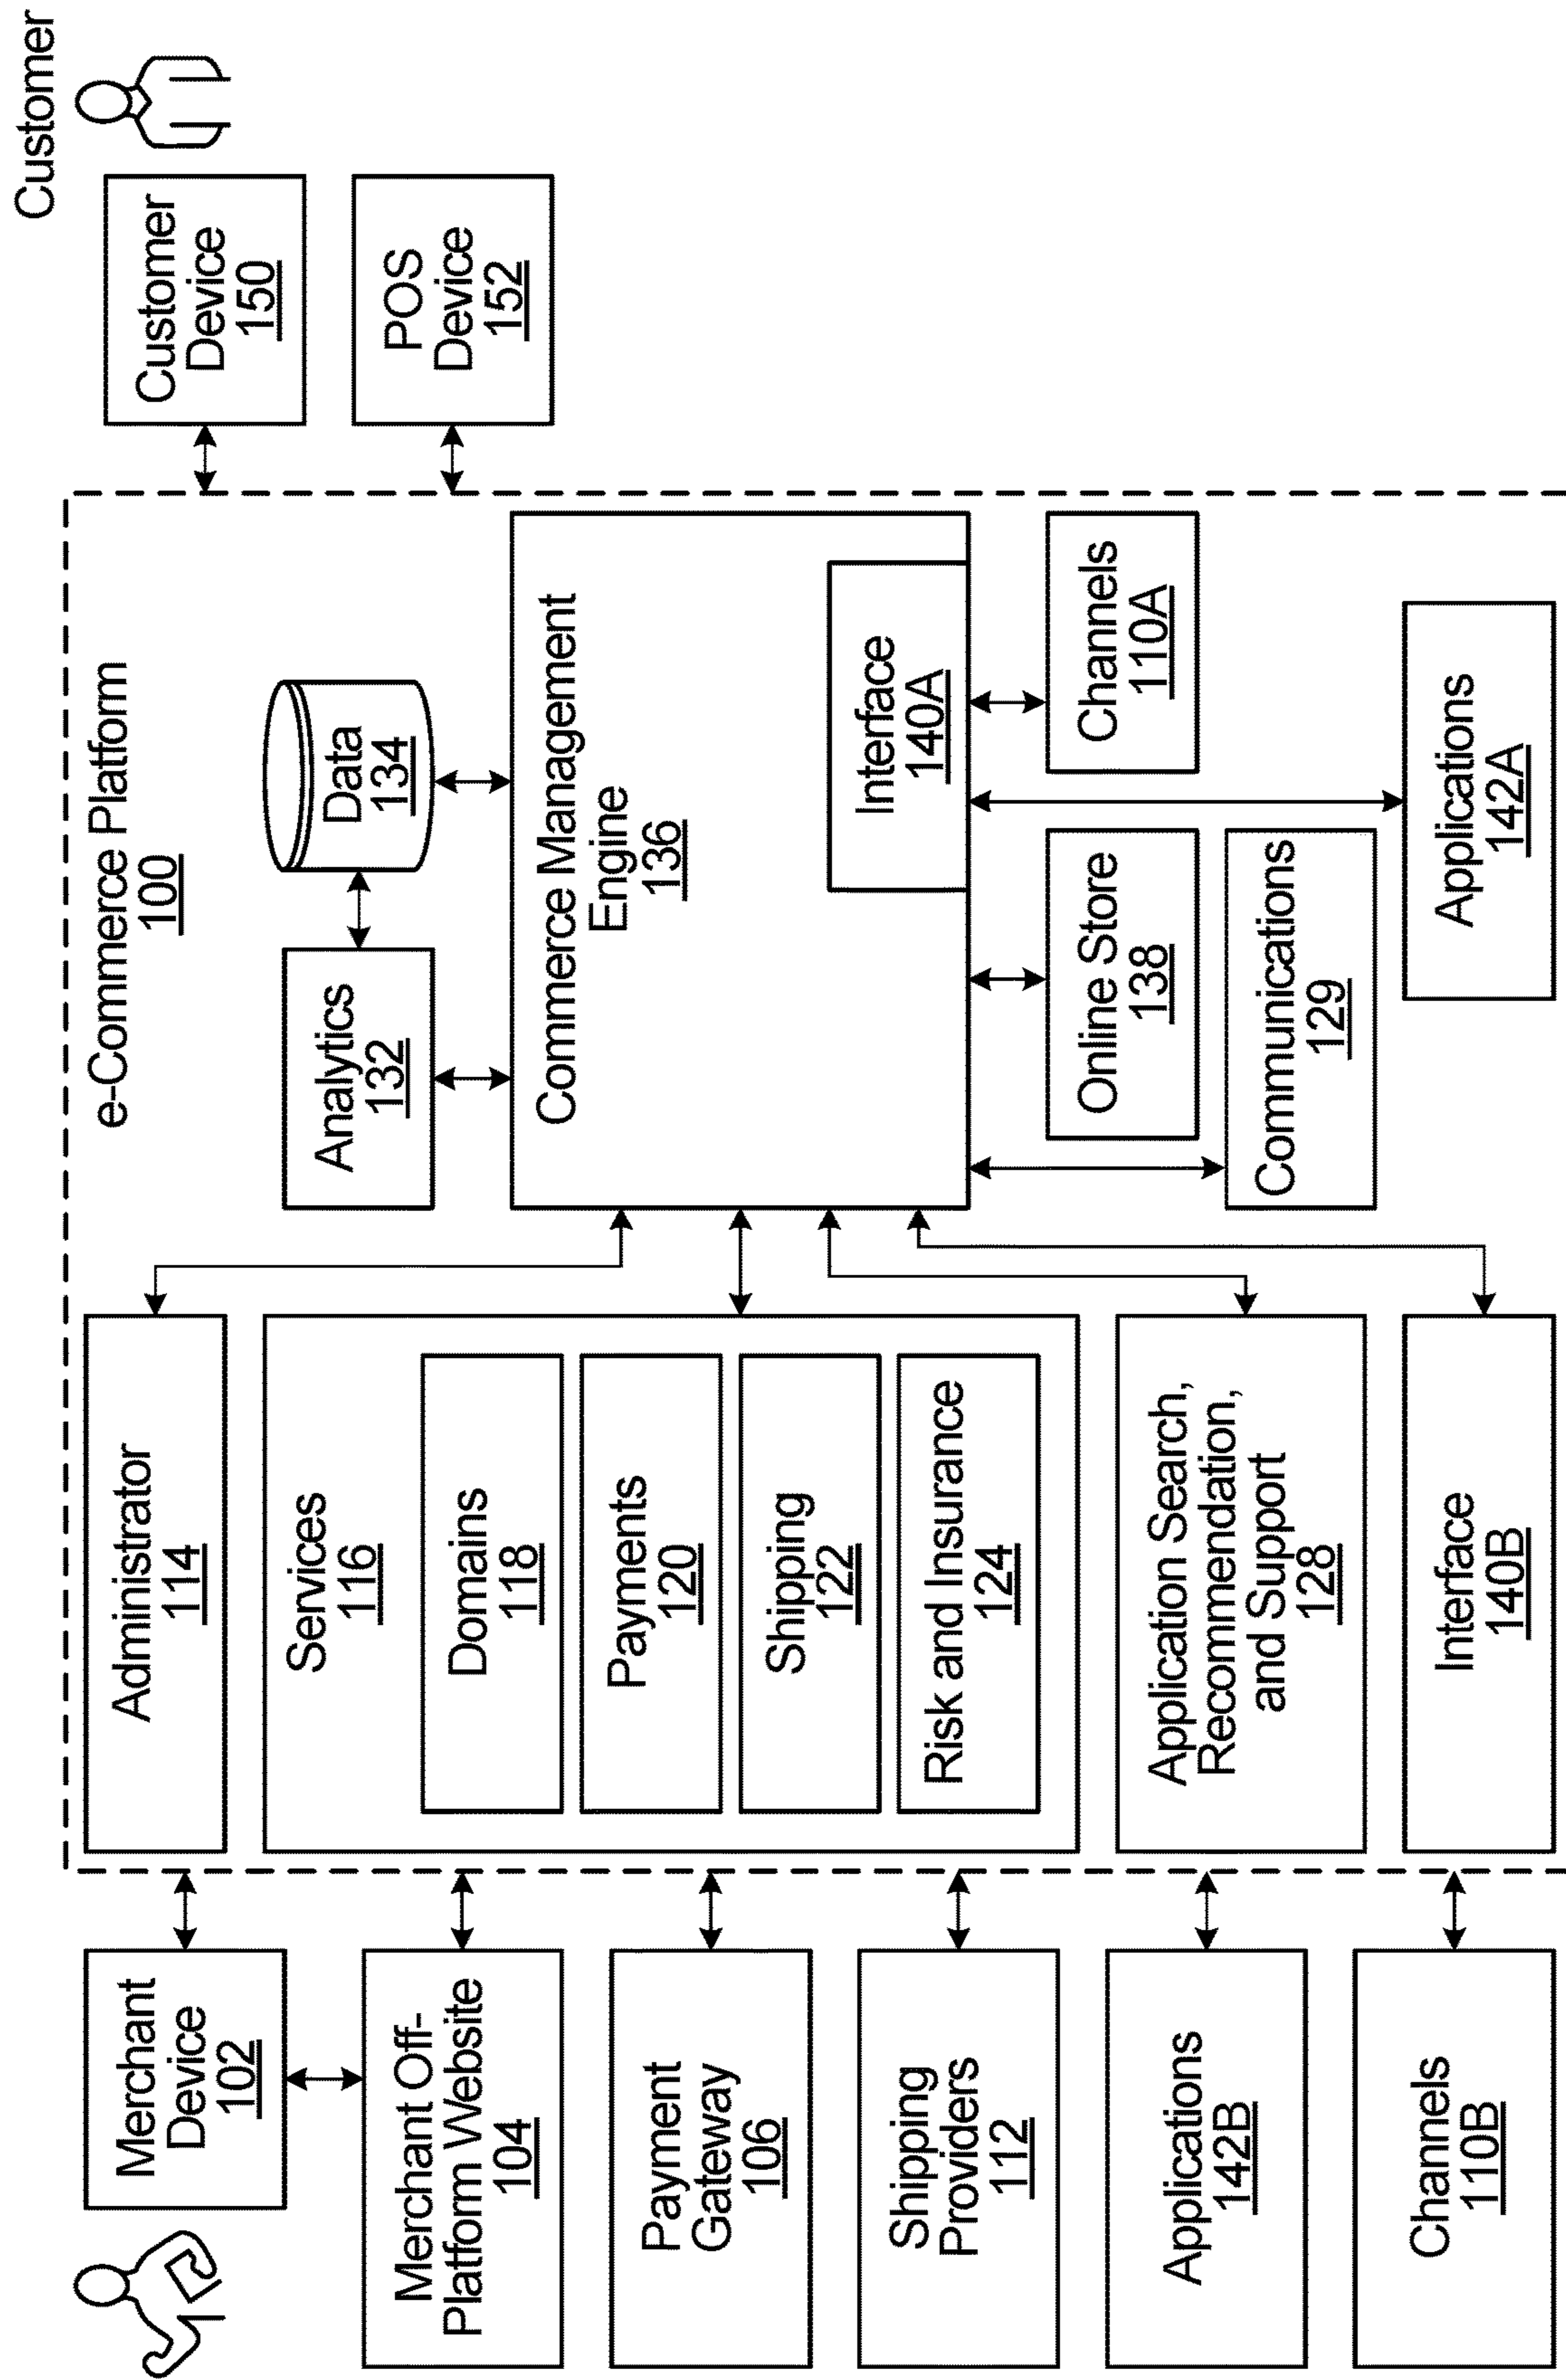 Customer
e-Commerce Platform
100
Merchant
Device
102
Merchant Off-
Platform Website
104
Payment
Gateway
106
Shipping
Providers
112
Applications
142B
Channels
110B
Administrator
114
Services
116
Domains
118
Payments
120
Shipping
122
Risk and Insurance
124
Application Search,
Recommendation,
and Support
128
Interface
140B
Analytics
132
Data
134
Commerce Management
Engine
136
Interface
140A
Online Store
138
Channels
110A
Communications
129
Applications
142A
Customer
Device
150
POS
Device
152